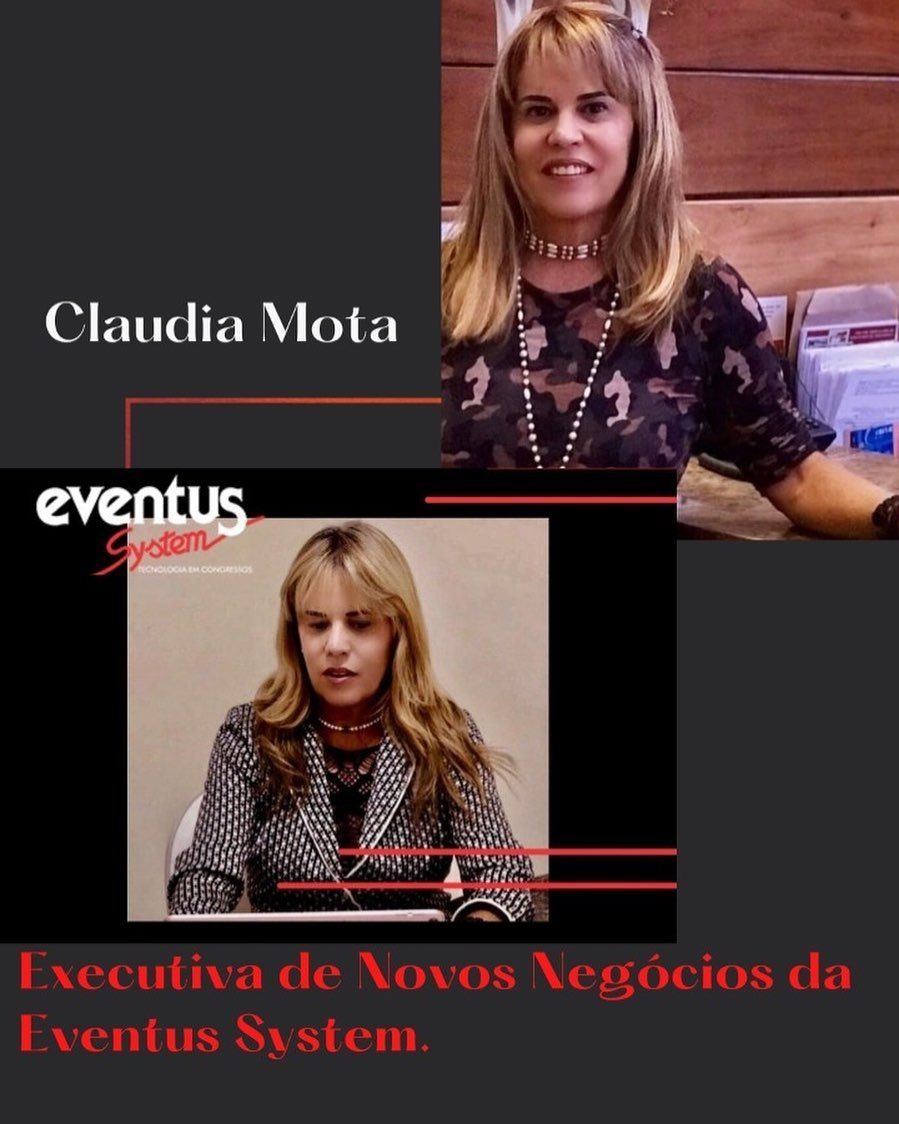 Claudia Mota
eventus
System
TECNOLOGIA EM CONGRESSOS
Executiva de Novos Negócios da
Eventus System.